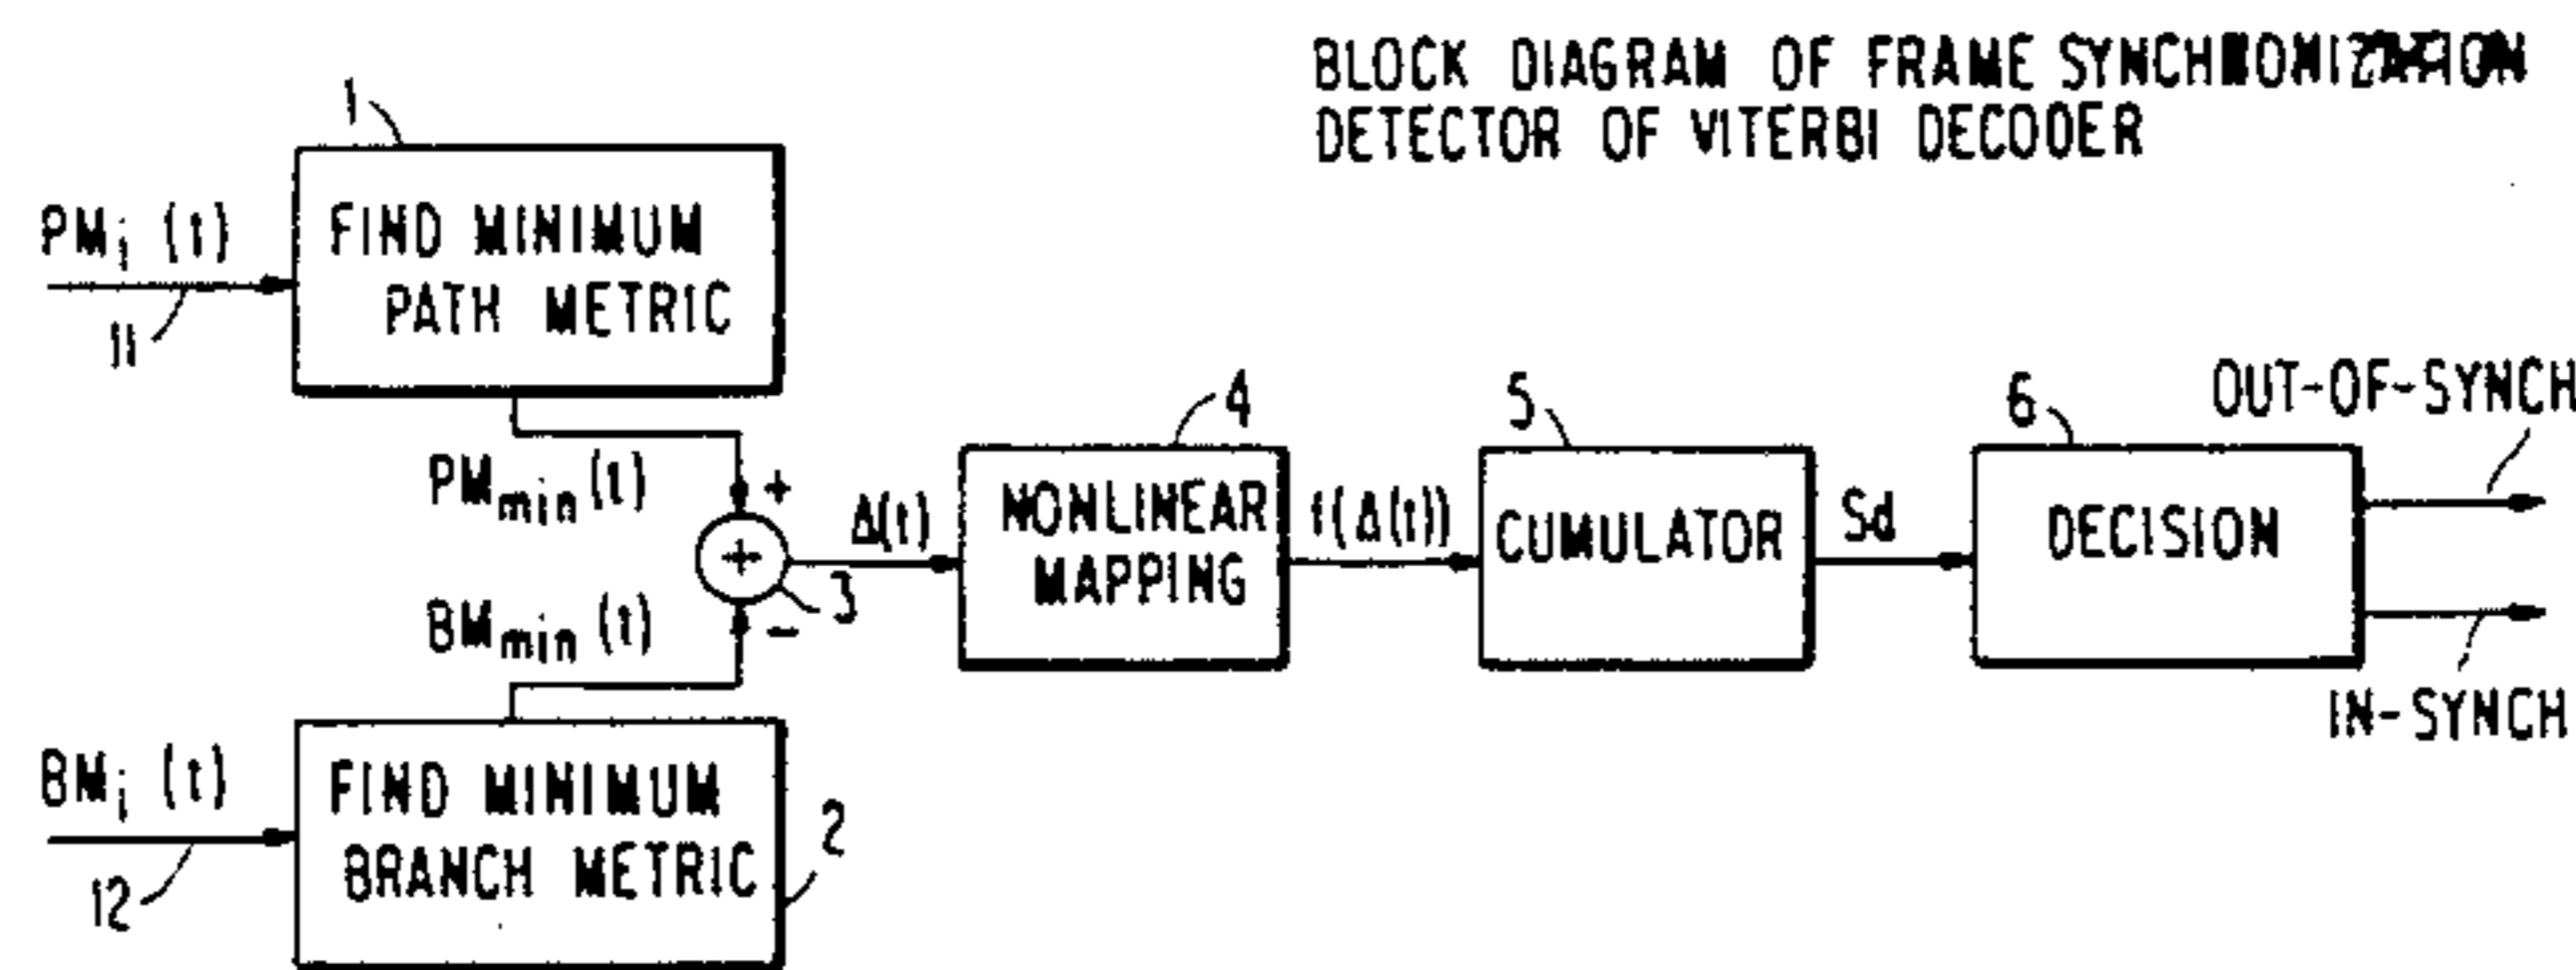 BLOCK DIAGRAM OF FRAME SYNCHRONIZATION
DETECTOR OF VITERBI DECODER
1
PMi (t)
11
FIND MINIMUM
PATH METRIC
PMmin(t)
+
+
-
3
BMmin (t)
BMi (t)
12
FIND MINIMUM
BRANCH METRIC
2
Δ(t)
4
NONLINEAR
MAPPING
f(Δ(t))
5
CUMULATOR
Sd
6
DECISION
OUT-OF-SYNCH
IN-SYNCH